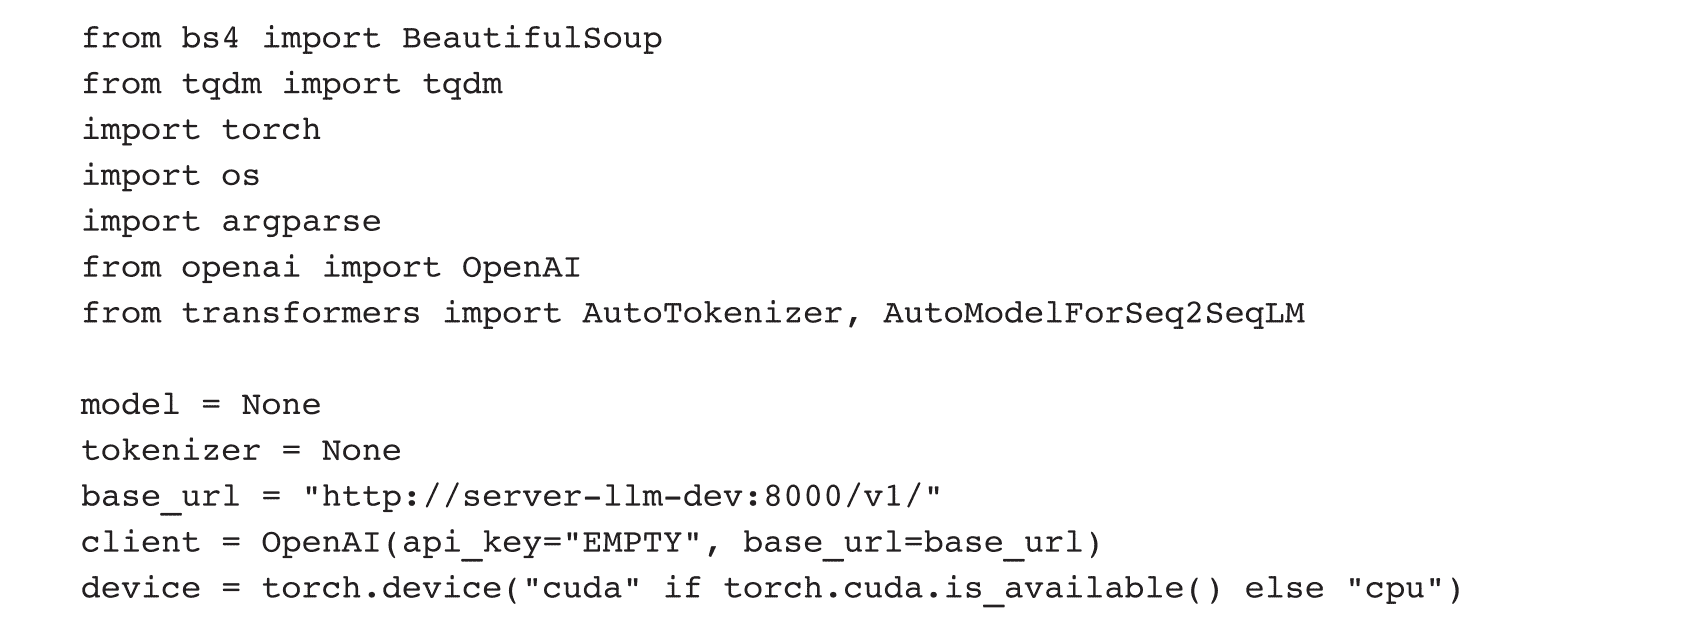 from bs4 import BeautifulSoup
from tqdm import tqdm
import torch
import os
import argparse
from openai import OpenAI
from transformers import AutoTokenizer, AutoModelForSeq2SeqLM

model = None
tokenizer = None
base_url = "http://server-llm-dev:8000/v1/"
client = OpenAI(api_key="EMPTY", base_url=base_url)
device = torch.device("cuda" if torch.cuda.is_available() else "cpu")